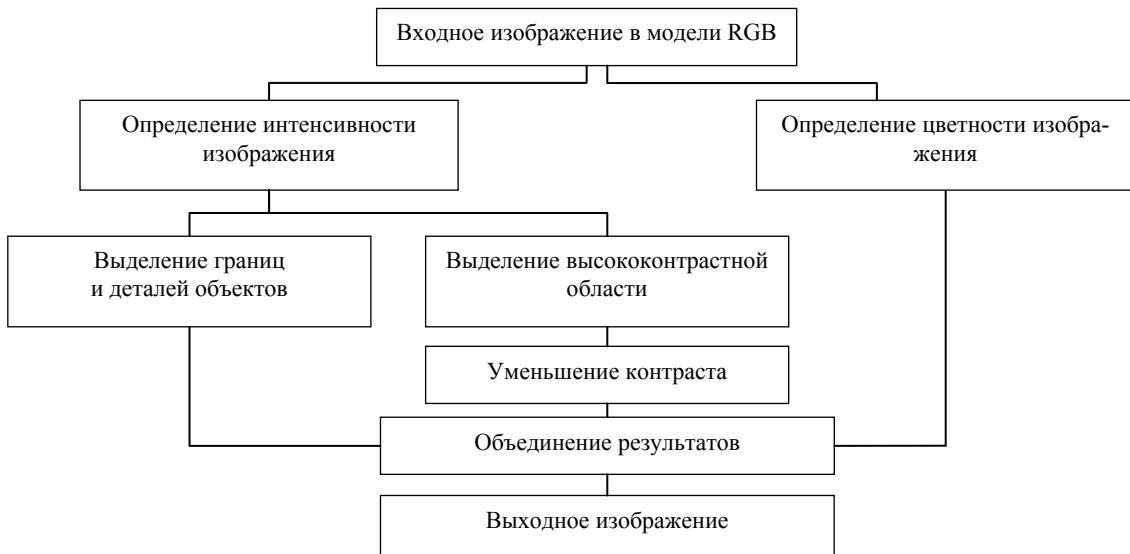 Входное изображение в модели RGB
Определение интенсивности
изображения
Определение цветности изобра-
жения
Выделение границ
и деталей объектов
Выделение высококонтрастной
области
Уменьшение контраста
Объединение результатов
Выходное изображение